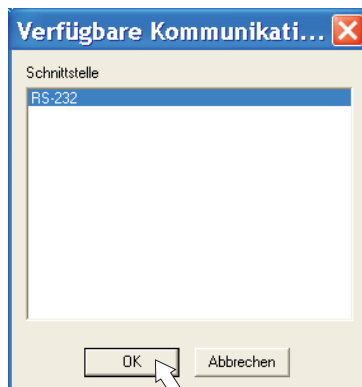 Verfügbare Kommunikati...
Schnittstelle
RS-232
OK
Abbrechen